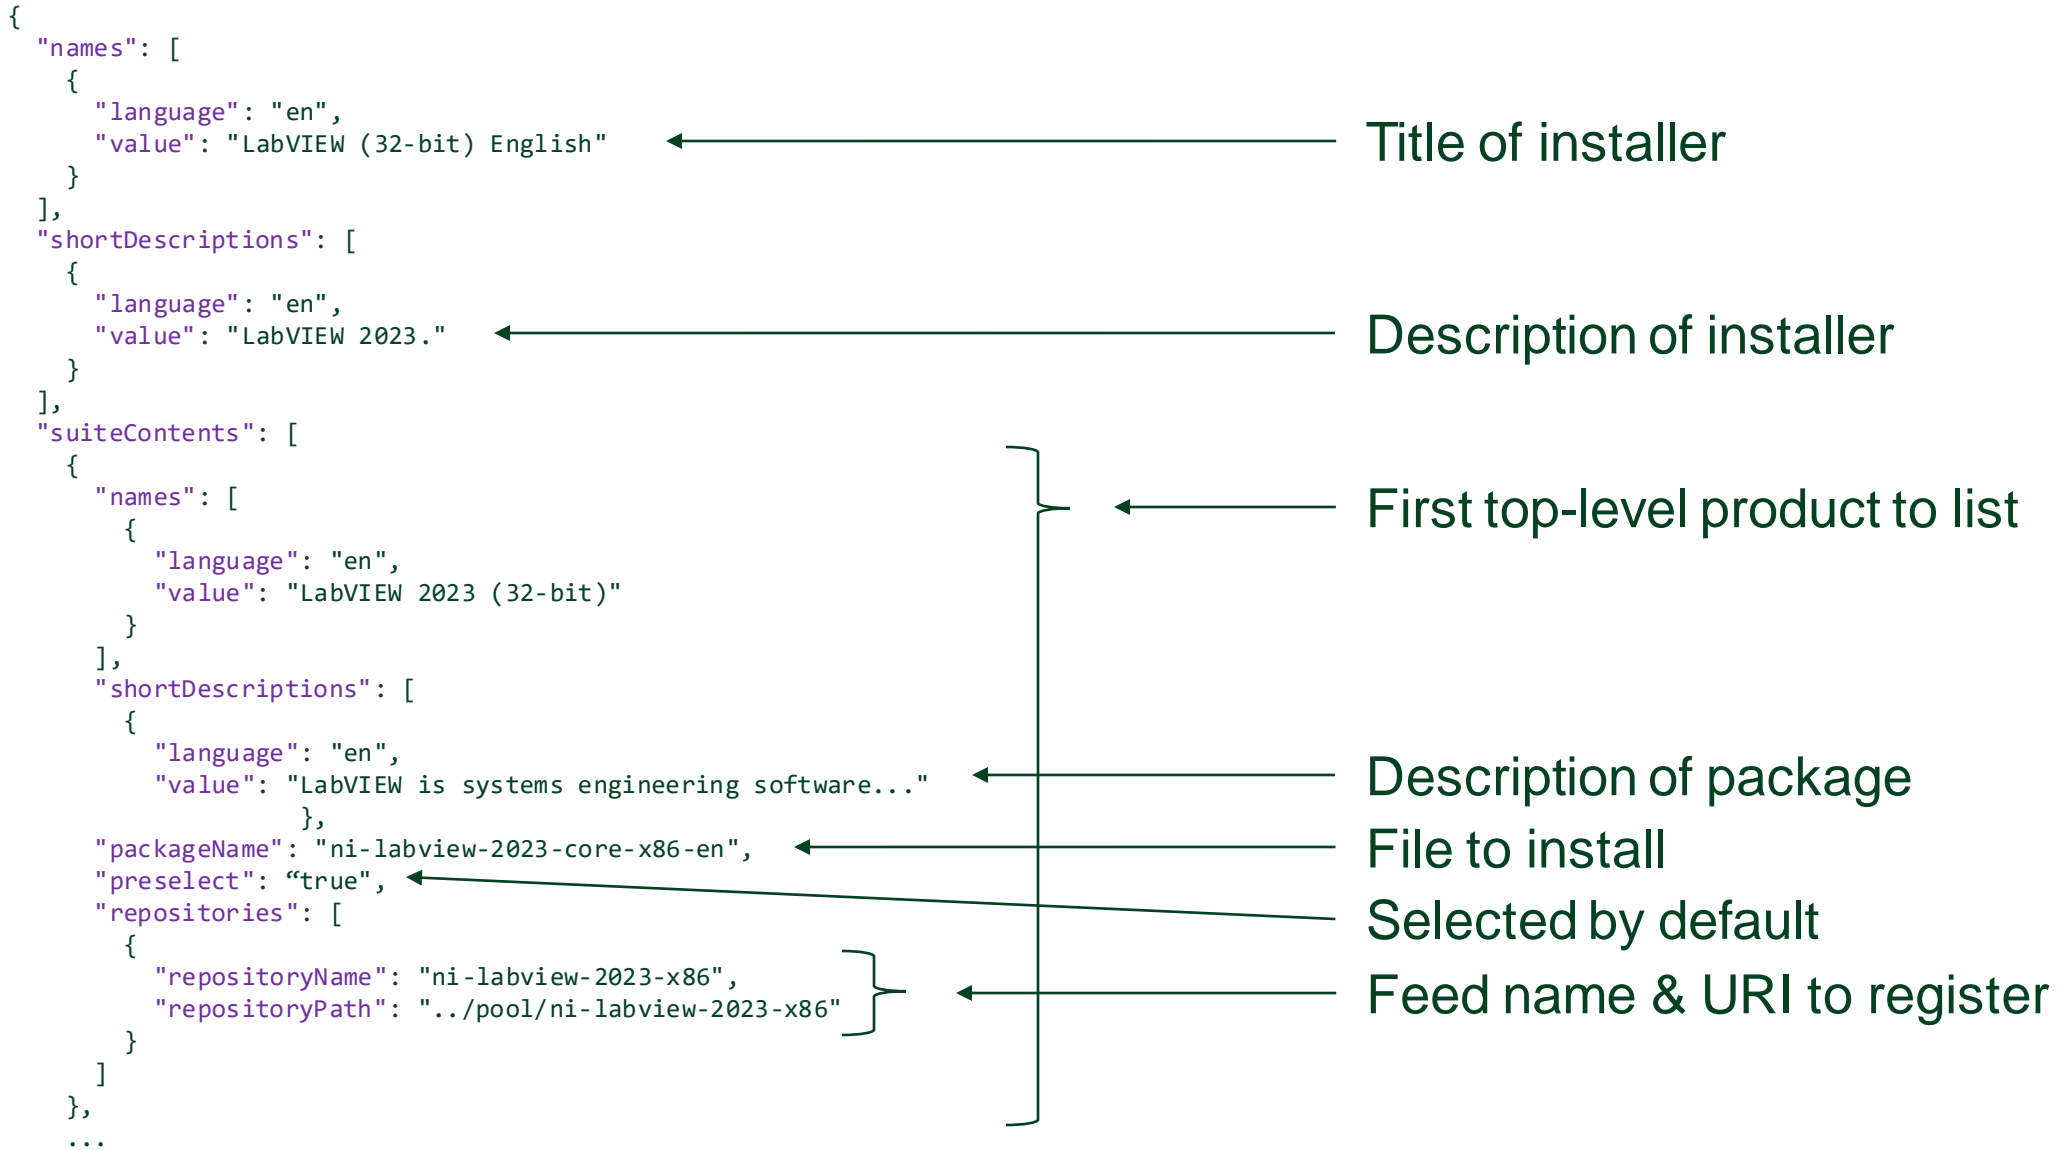 {
"names": [
{
"language": "en",
"value": "LabVIEW (32-bit) English"
Title of installer
}
],
"shortDescriptions": [
{
"language": "en",
"value": "LabVIEW 2023."
Description of installer
}
],
"suiteContents": [
{
"names": [
First top-level product to list
{
"language": "en",
"value": "LabVIEW 2023 (32-bit)"
}
],
"shortDescriptions": [
{
"language": "en",
"value": "LabVIEW is systems engineering software..."
Description of package
},
"packageName": "ni-labview-2023-core-x86-en",
File to install
"preselect": “true",
Selected by default
"repositories": [
{
"repositoryName": "ni-labview-2023-x86",
"repositoryPath": "../pool/ni-labview-2023-x86"
Feed name & URI to register
}
]
},
...